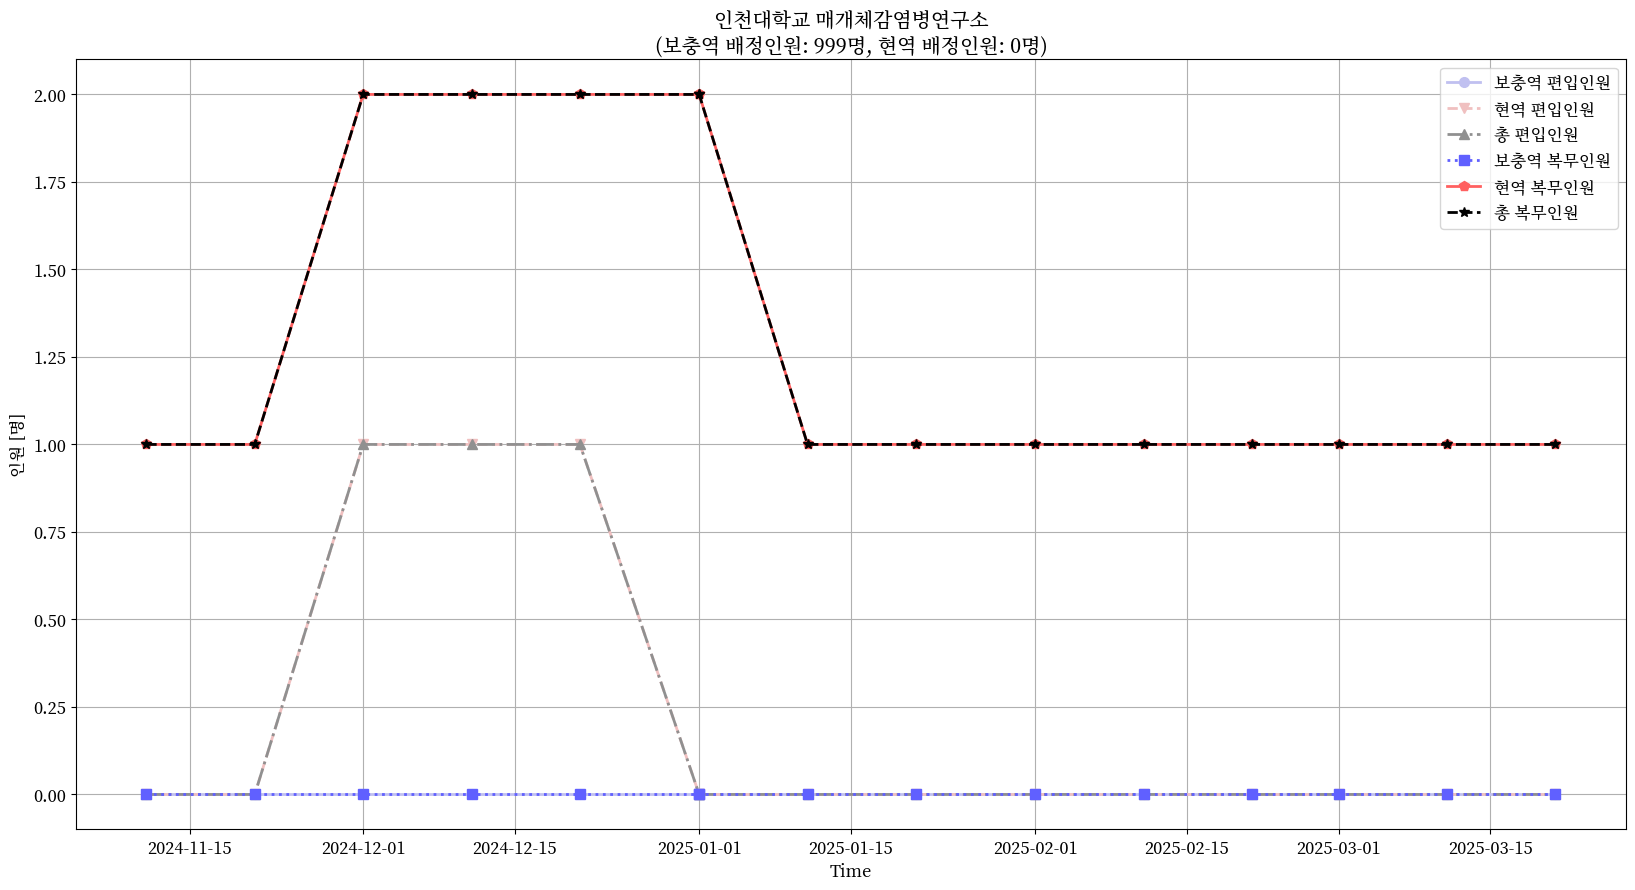 인천대학교 매개체감염병연구소
(보충역 배정인원: 999명, 현역 배정인원: 0명)
보충역 편입인원
현역 편입인원
총 편입인원
보충역 복무인원
현역 복무인원
총 복무인원
인원 [명]
2.00
1.75
1.50
1.25
1.00
0.75
0.50
0.25
0.00
2024-11-15
2024-12-01
2024-12-15
2025-01-01
2025-01-15
2025-02-01
2025-02-15
2025-03-01
2025-03-15
Time